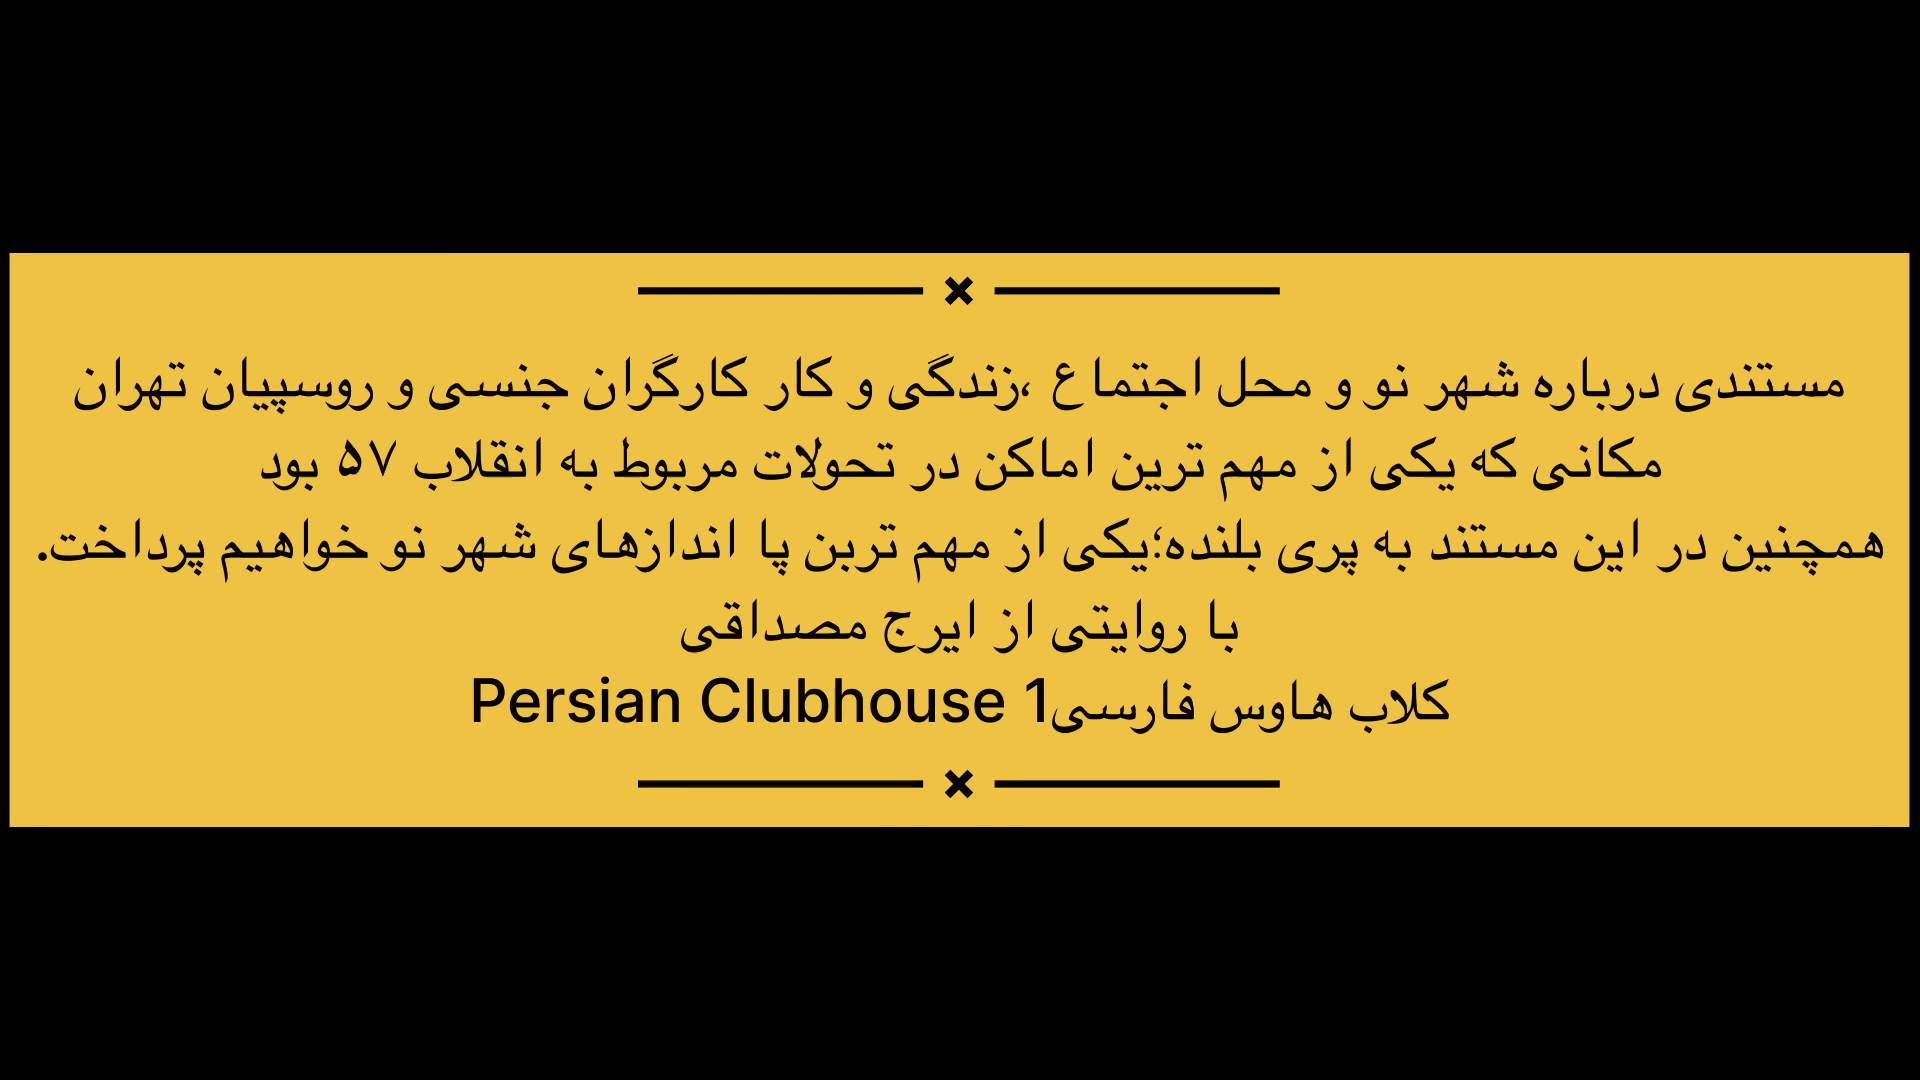 مستندی درباره شهر نو و محل اجتماع ،زندگی و کار کارگران جنسی و روسپیان تهران
مکانی که یکی از مهم ترین اماکن در تحولات مربوط به انقلاب ۵۷ بود
همچنین در این مستند به پری بلنده؛یکی از مهم تربن پا اندازهای شهر نو خواهیم پرداخت.
با روایتی از ایرج مصداقی
کلاب هاوس فارسیPersian Clubhouse 1